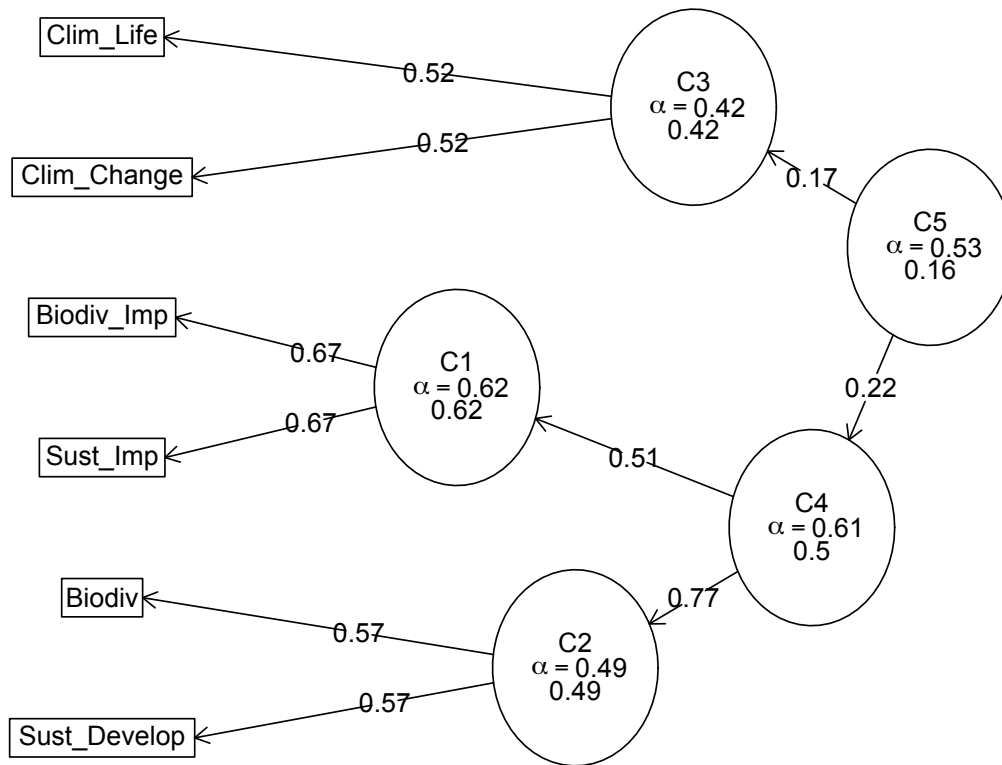 Clim_Life
0.52
C3
α = 0.42
0.42
Clim_Change
0.52
0.17
C5
α = 0.53
0.16
Biodiv_Imp
0.67
C1
α = 0.62
0.62
0.22
Sust_Imp
0.67
0.51
C4
α = 0.61
0.5
Biodiv
0.57
0.77
C2
α = 0.49
0.49
Sust_Develop
0.57